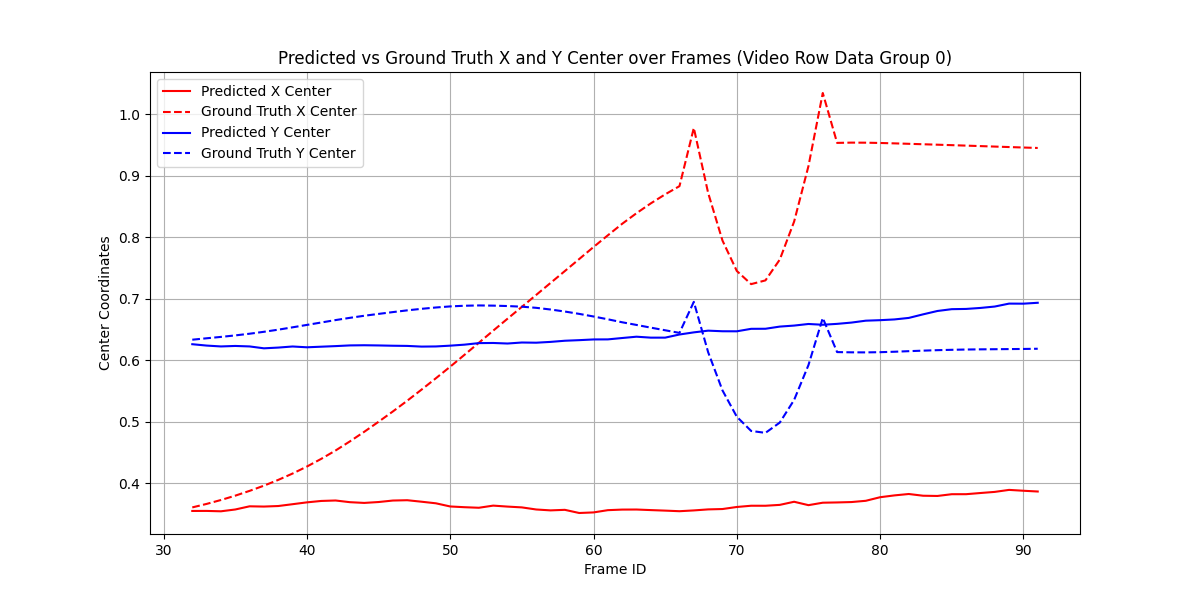 Predicted vs Ground Truth X and Y Center over Frames (Video Row Data Group 0)
Predicted X Center
Ground Truth X Center
Predicted Y Center
Ground Truth Y Center
Center Coordinates
1.0
0.9
0.8
0.7
0.6
0.5
0.4
30 40 50 60 70 80 90
Frame ID